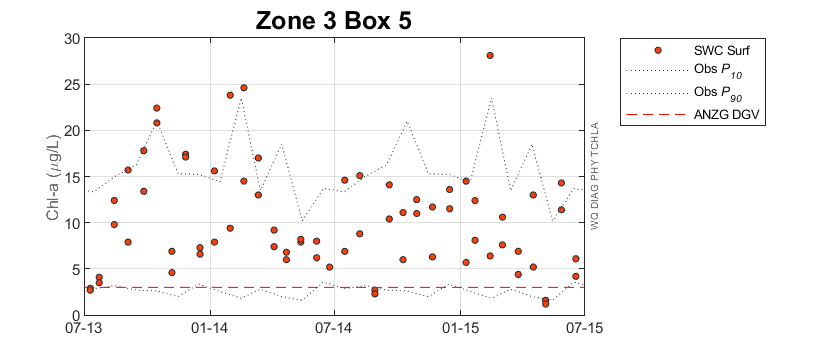 Zone 3 Box 5
30
25
20
15
10
5
0
Chl-a (μg/L)
07-13
01-14
07-14
01-15
07-15
WQ DIAG PHY TCHLA
SWC Surf
Obs P10
Obs P90
ANZG DGV